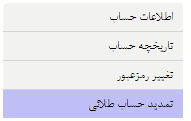 اطلاعات حساب
تاریخچه حساب
تغییر رمزعبور
تمدید حساب طلائی